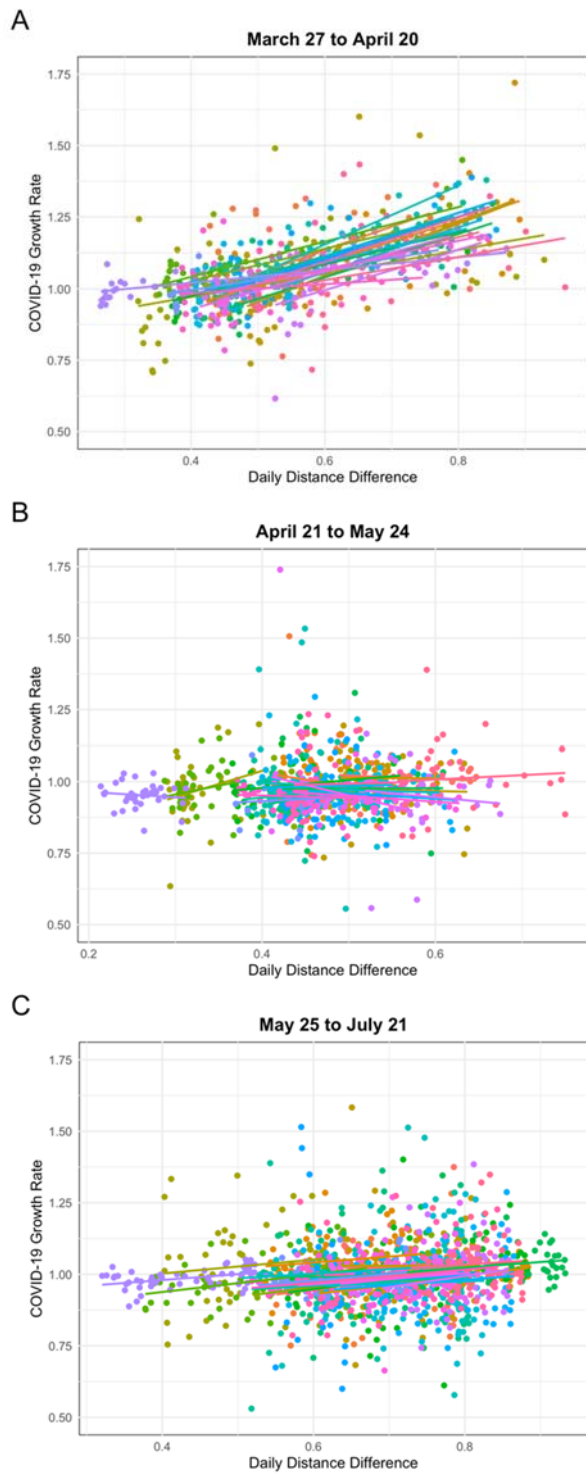 A
March 27 to April 20
1.75
1.50
1.25
1.00
0.75
0.50
COVID-19 Growth Rate
0.4
0.6
0.8
Daily Distance Difference
B
April 21 to May 24
1.75
1.50
1.25
1.00
0.75
0.50
COVID-19 Growth Rate
0.2
0.4
0.6
Daily Distance Difference
C
May 25 to July 21
1.75
1.50
1.25
1.00
0.75
0.50
COVID-19 Growth Rate
0.4
0.6
0.8
Daily Distance Difference